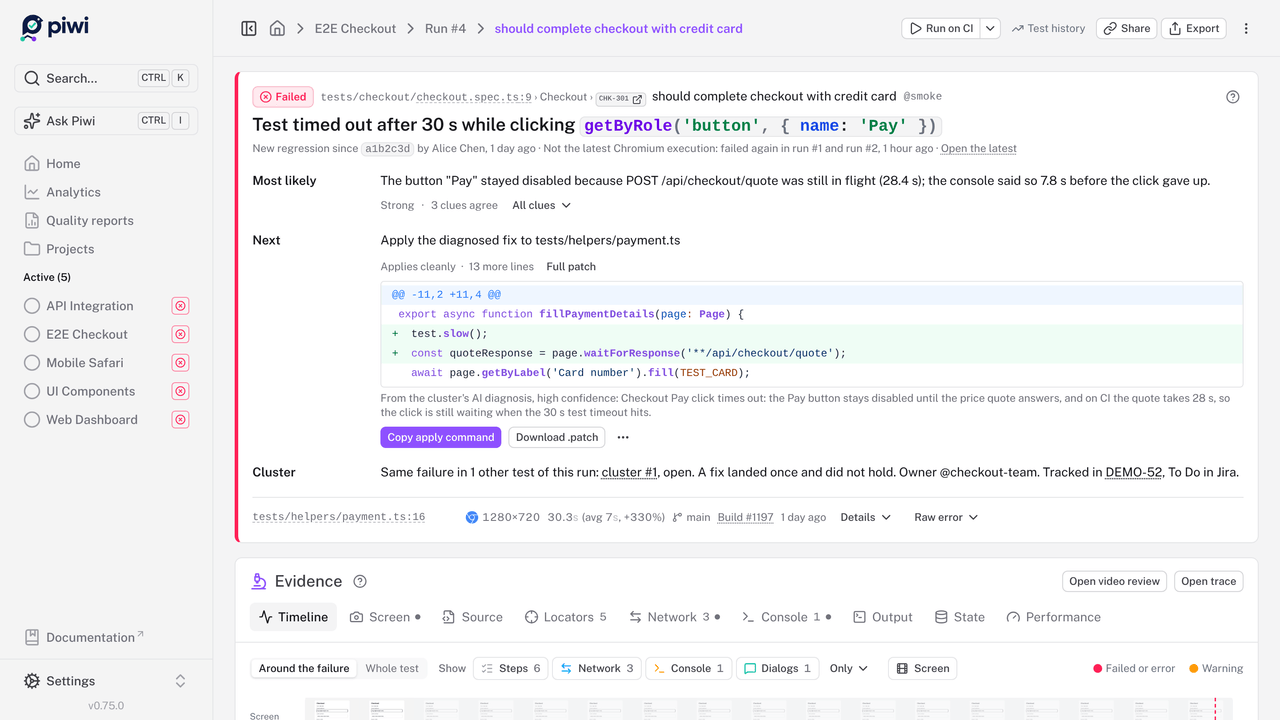 piwi
Search... CTRL K
Ask Piwi CTRL I
Home
Analytics
Quality reports
Projects
Active (5)
API Integration
E2E Checkout
Mobile Safari
UI Components
Web Dashboard
Documentation↗
Settings
v0.75.0
E2E Checkout
Run #4
should complete checkout with credit card
Run on CI
Test history
Share
Export
Failed tests/checkout/checkout.spec.ts:9 › Checkout › CHK-301 should complete checkout with credit card @smoke
Test timed out after 30 s while clicking getByRole('button', { name: 'Pay' })
New regression since a1b2c3d by Alice Chen, 1 day ago · Not the latest Chromium execution: failed again in run #1 and run #2, 1 hour ago · Open the latest
Most likely
The button "Pay" stayed disabled because POST /api/checkout/quote was still in flight (28.4 s); the console said so 7.8 s before the click gave up.
Strong · 3 clues agree All clues
Next
Apply the diagnosed fix to tests/helpers/payment.ts
Applies cleanly · 13 more lines Full patch
@@ -11,2 +11,4 @@
export async function fillPaymentDetails(page: Page) {
+ test.slow();
+ const quoteResponse = page.waitForResponse('**/api/checkout/quote');
await page.getByLabel('Card number').fill(TEST_CARD);
From the cluster's AI diagnosis, high confidence: Checkout Pay click times out: the Pay button stays disabled until the price quote answers, and on CI the quote takes 28 s, so
the click is still waiting when the 30 s test timeout hits.
Copy apply command
Download .patch
Cluster
Same failure in 1 other test of this run: cluster #1, open. A fix landed once and did not hold. Owner @checkout-team. Tracked in DEMO-52, To Do in Jira.
tests/helpers/payment.ts:16
1280×720 30.3s (avg 7s, +330%) main Build #1197 1 day ago Details Raw error
Evidence
Open video review
Open trace
Timeline
Screen
Source
Locators 5
Network 3
Console 1
Output
State
Performance
Around the failure
Whole test
Show
Steps 6
Network 3
Console 1
Dialogs 1
Only
Screen
Failed or error
Warning
Screen